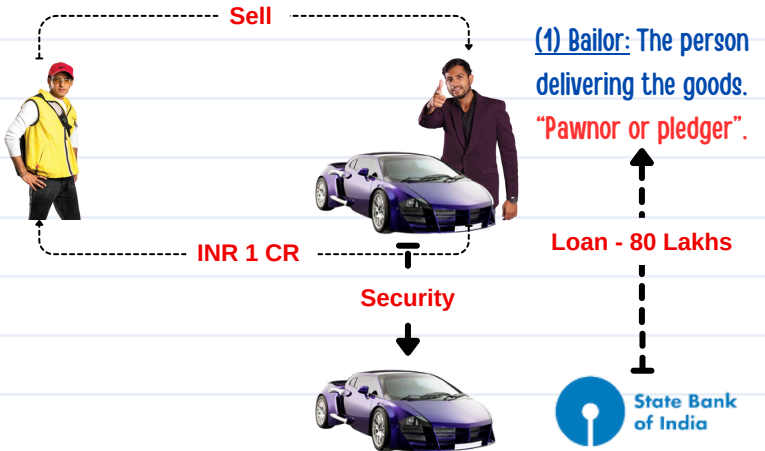 Sell
(1) Bailor: The person
delivering the goods.
“Pawnor or pledger”.
INR 1 CR
Loan - 80 Lakhs
Security
State Bank
of India